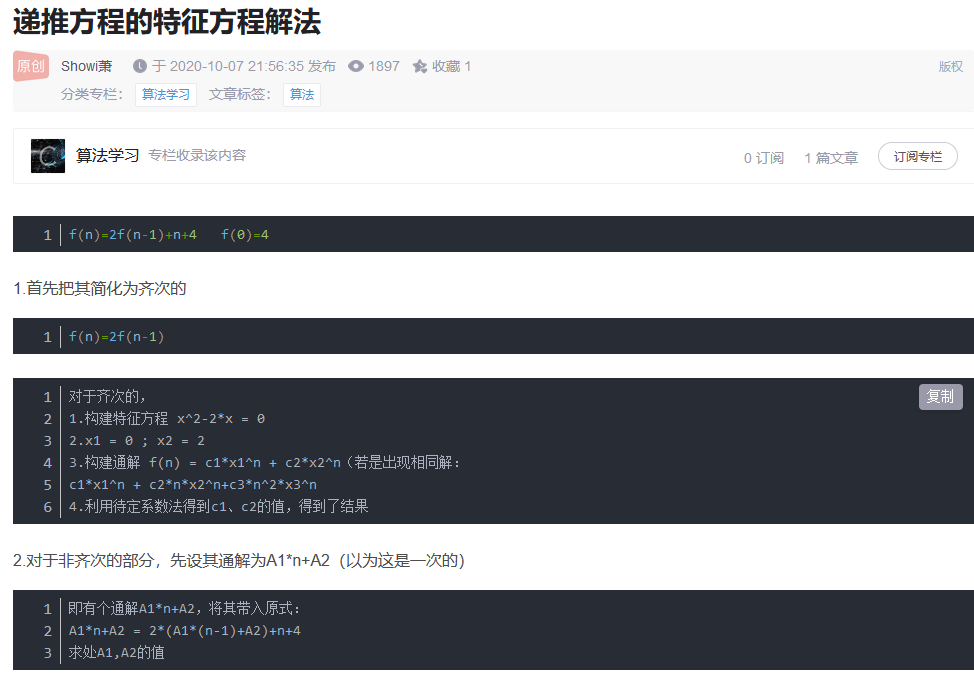 递推方程的特征方程解法
原创 Showi萧 于 2020-10-07 21:56:35 发布 1897 收藏 1 版权
分类专栏： 算法学习 文章标签： 算法
算法学习 专栏收录该内容 0 订阅 1 篇文章 订阅专栏
1 f(n)=2f(n-1)+n+4 f(0)=4
1.首先把其简化为齐次的
1 f(n)=2f(n-1)
1 对于齐次的， 复制
2 1.构建特征方程 x^2-2*x = 0
3 2.x1 = 0 ; x2 = 2
4 3.构建通解 f(n) = c1*x1^n + c2*x2^n（若是出现相同解：
5 c1*x1^n + c2*n*x2^n+c3*n^2*x3^n
6 4.利用待定系数法得到c1、c2的值，得到了结果
2.对于非齐次的部分，先设其通解为A1*n+A2（以为这是一次的）
1 即有个通解A1*n+A2，将其带入原式：
2 A1*n+A2 = 2*(A1*(n-1)+A2)+n+4
3 求处A1,A2的值